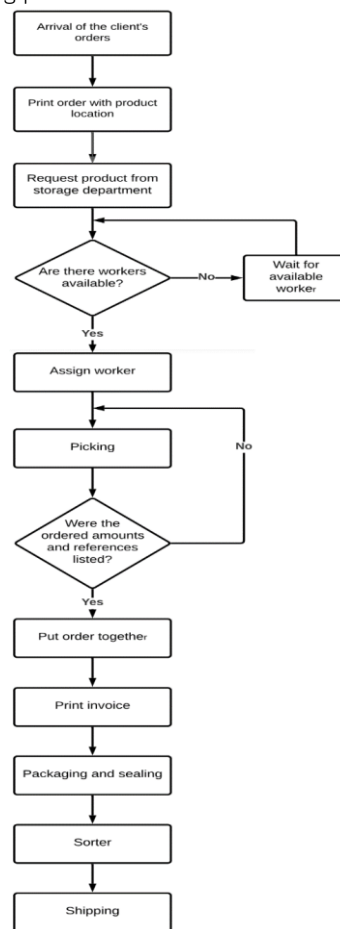 Arrival of the client's
orders
Print order with product
location
Request product from
storage department
Are there workers
available?
No
Wait for
available
worker
Yes
Assign worker
Picking
No
Were the
ordered amounts
and references
listed?
Yes
Put order together
Print invoice
Packaging and sealing
Sorter
Shipping